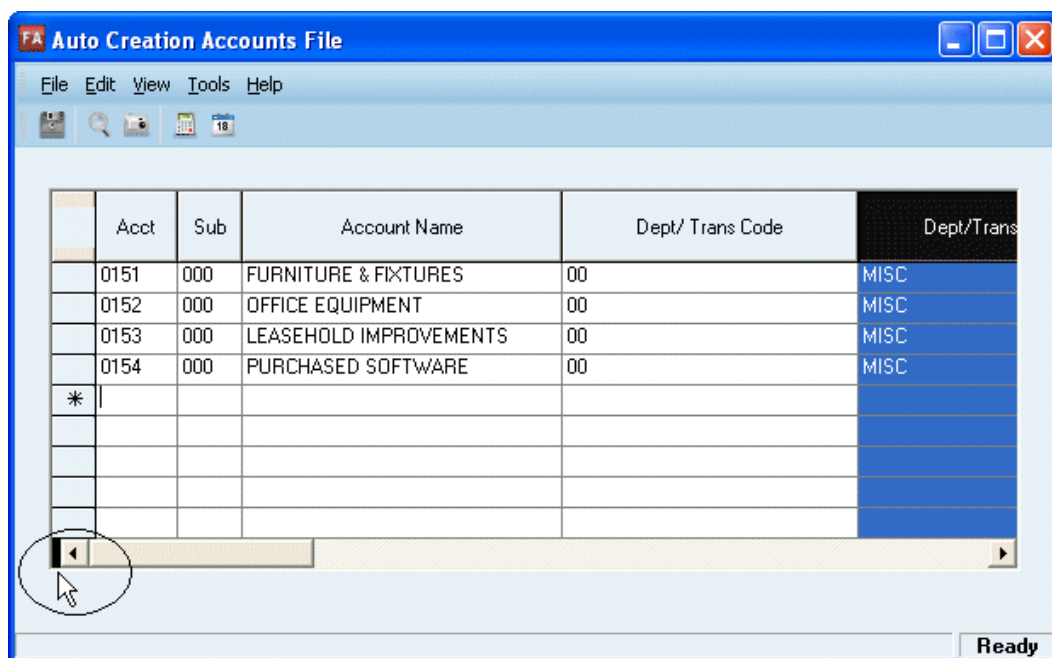 FA Auto Creation Accounts File
File Edit View Tools Help
18
Acct Sub Account Name Dept/ Trans Code Dept/Trans
0151 000 FURNITURE & FIXTURES 00 MISC
0152 000 OFFICE EQUIPMENT 00 MISC
0153 000 LEASEHOLD IMPROVEMENTS 00 MISC
0154 000 PURCHASED SOFTWARE 00 MISC
*
Ready